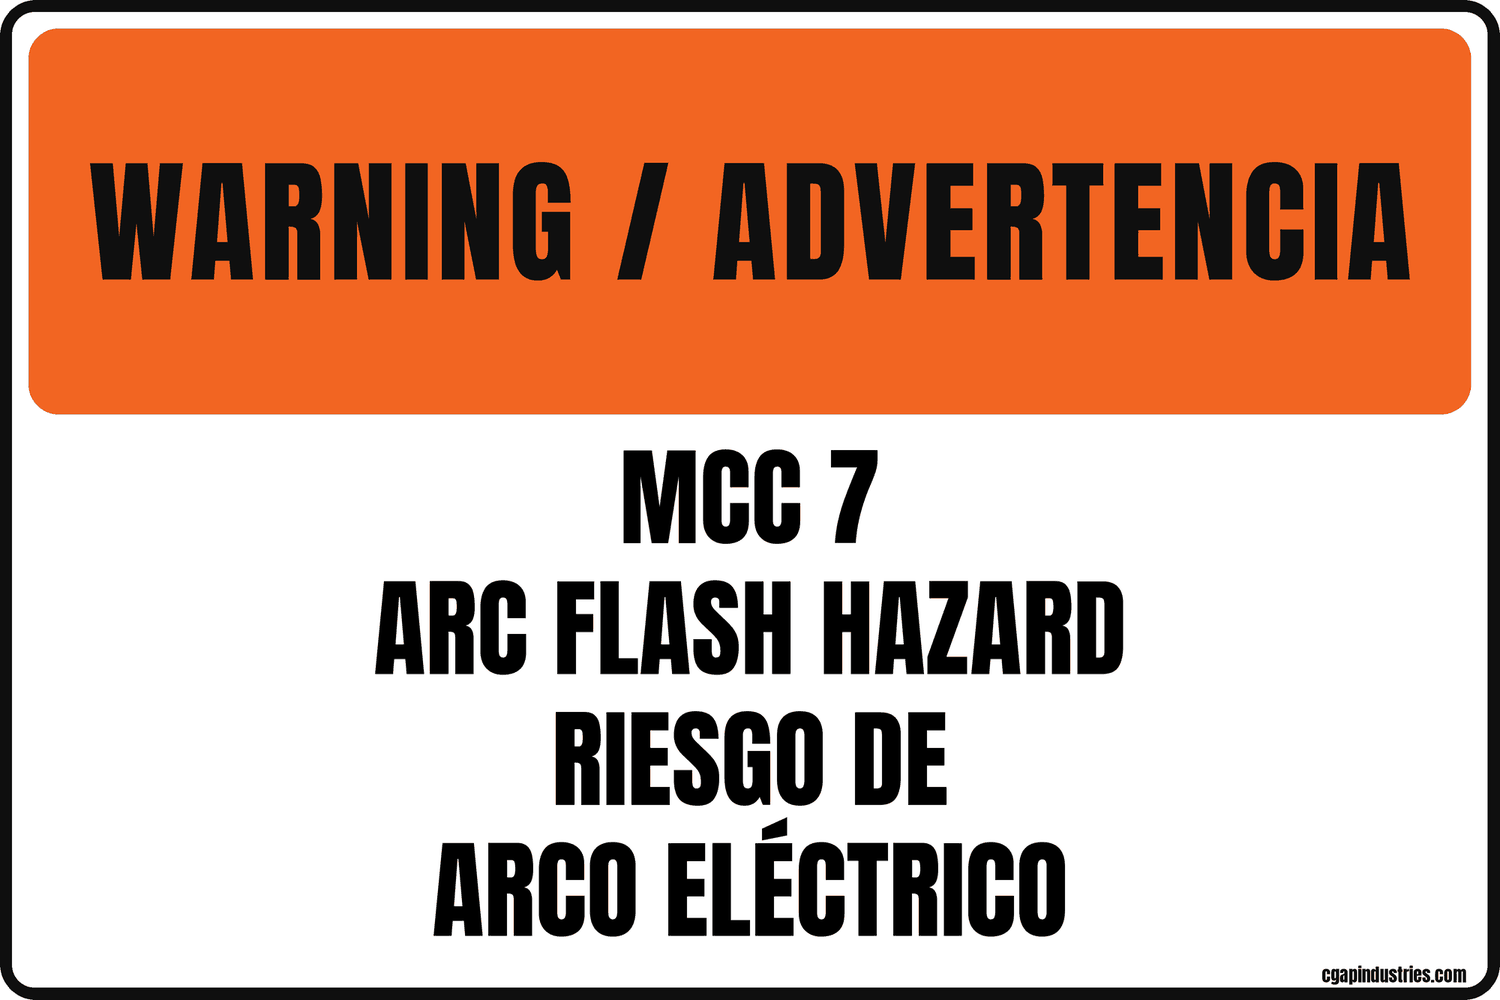 WARNING / ADVERTENCIA
MCC 7
ARC FLASH HAZARD
RIESGO DE
ARCO ELÉCTRICO
cgapindustries.com